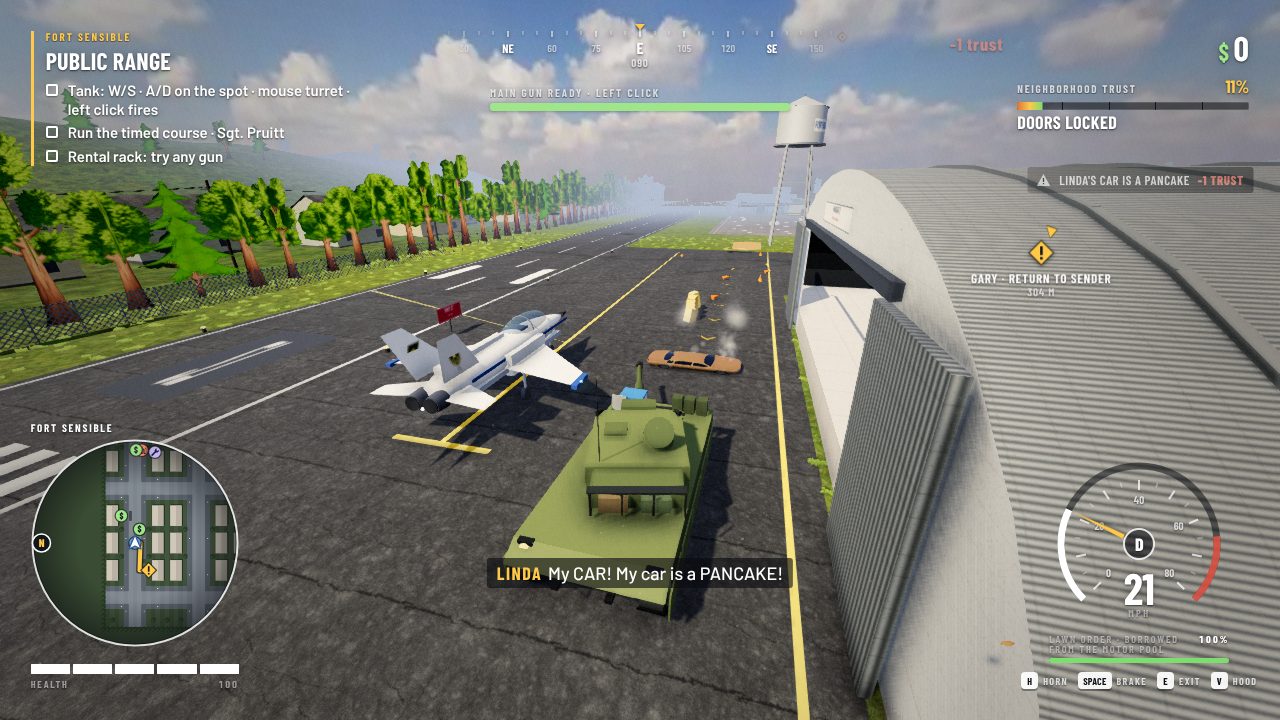 FORT SENSIBLE
PUBLIC RANGE
Tank: W/S · A/D on the spot · mouse turret ·
left click fires
Run the timed course · Sgt. Pruitt
Rental rack: try any gun
NE 60 75 E 105 120 SE 150
090
MAIN GUN READY · LEFT CLICK
-1 trust
$0
NEIGHBORHOOD TRUST 11%
DOORS LOCKED
LINDA'S CAR IS A PANCAKE -1 TRUST
GARY · RETURN TO SENDER
304 M
FORT SENSIBLE
N
HEALTH 100
LINDA My CAR! My car is a PANCAKE!
0 20 40 60 80
D
21
MPH
LAWN ORDER · BORROWED
FROM THE MOTOR POOL
100%
H HORN SPACE BRAKE E EXIT V HOOD